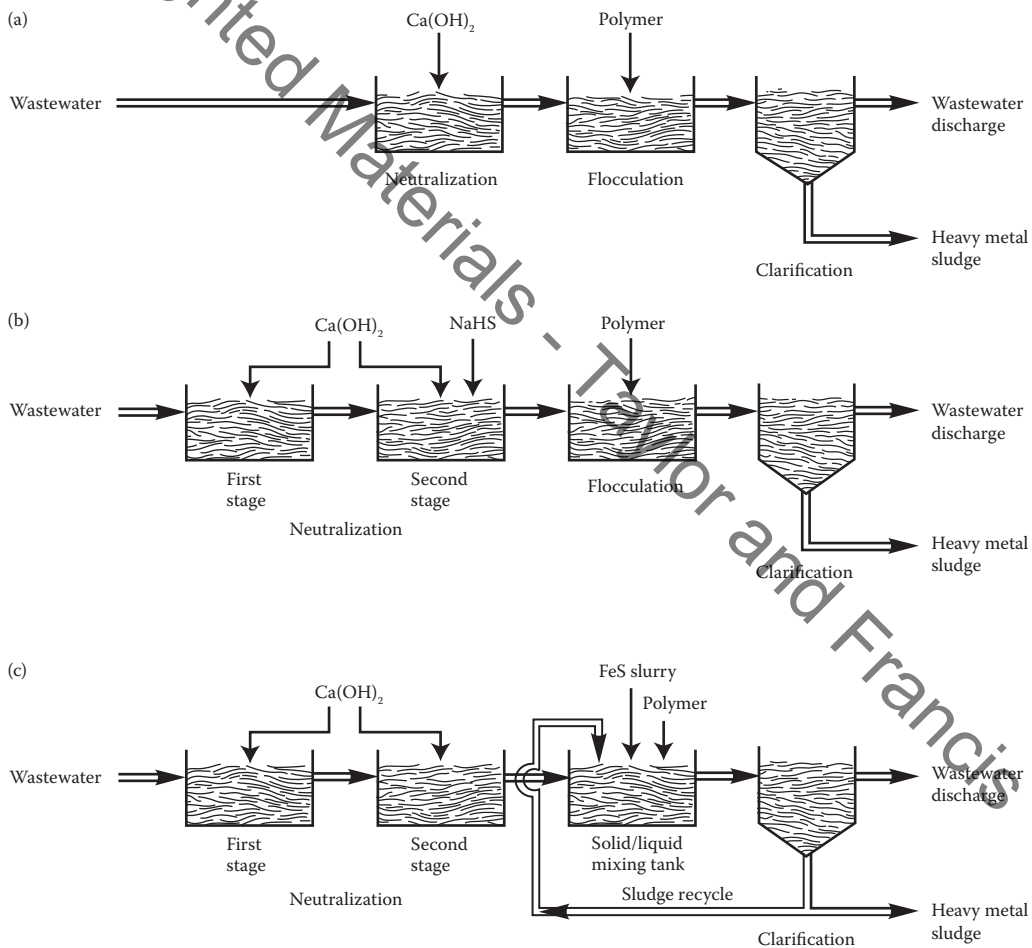 (a)
Ca(OH)₂
Polymer
Wastewater
Wastewater
discharge
Neutralization
Flocculation
Heavy metal
sludge
Clarification
(b)
Ca(OH)₂
NaHS
Polymer
Wastewater
Wastewater
discharge
First
stage
Second
stage
Flocculation
Neutralization
Heavy metal
sludge
Clarification
(c)
FeS slurry
Ca(OH)₂
Polymer
Wastewater
Wastewater
discharge
First
stage
Second
stage
Solid/liquid
mixing tank
Neutralization
Sludge recycle
Heavy metal
sludge
Clarification
Materials - Taylor and Francis